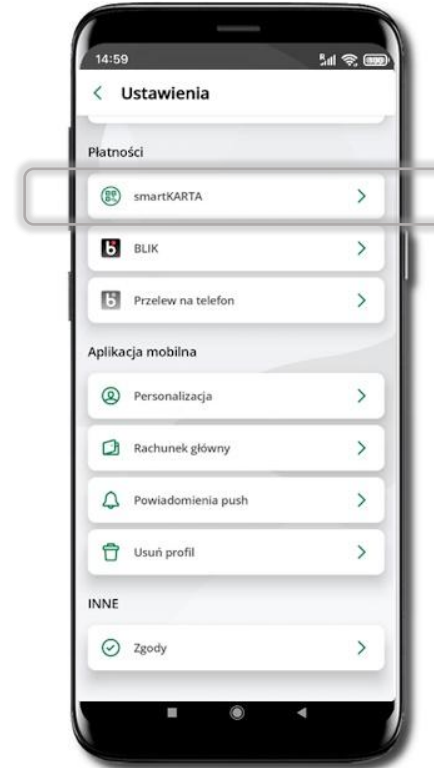 14:59
Ustawienia
Płatności
smartKARTA
BLIK
Przelew na telefon
Aplikacja mobilna
Personalizacja
Rachunek główny
Powiadomienia push
Usuń profil
INNE
Zgody